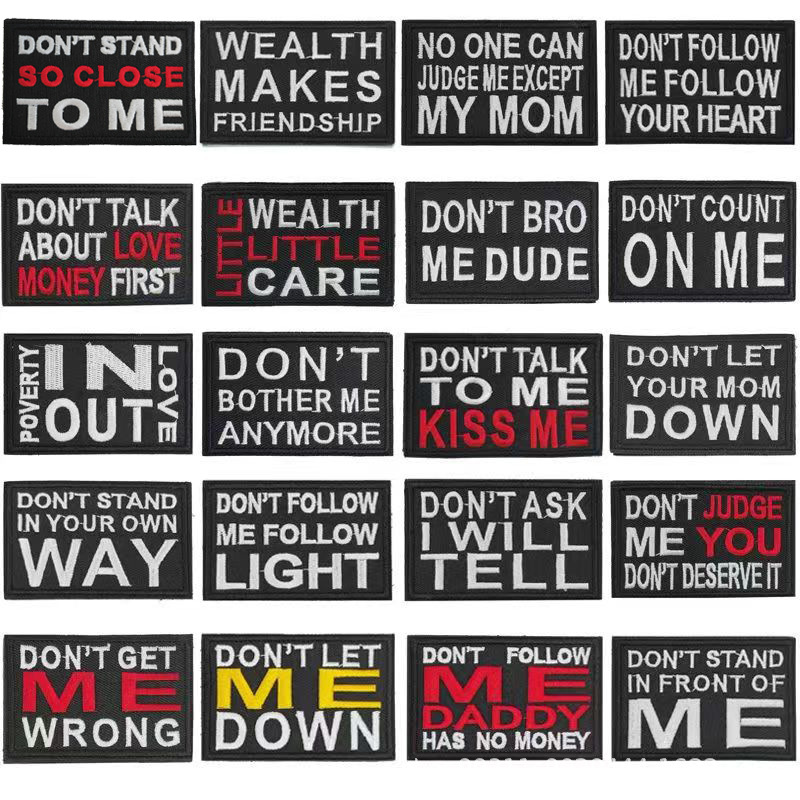 DON'T STAND
SO CLOSE
TO ME
WEALTH
MAKES
FRIENDSHIP
NO ONE CAN
JUDGE ME EXCEPT
MY MOM
DON'T FOLLOW
ME FOLLOW
YOUR HEART
DON'T TALK
ABOUT LOVE
MONEY FIRST
LITTLE
WEALTH
LITTLE
CARE
DON'T BRO
ME DUDE
DON'T COUNT
ON ME
POVERTY
IN
OUT
LOVE
DON'T
BOTHER ME
ANYMORE
DON'T TALK
TO ME
KISS ME
DON'T LET
YOUR MOM
DOWN
DON'T STAND
IN YOUR OWN
WAY
DON'T FOLLOW
ME FOLLOW
LIGHT
DON'T ASK
I WILL
TELL
DON'T JUDGE
ME YOU
DON'T DESERVE IT
DON'T GET
ME
WRONG
DON'T LET
ME
DOWN
DON'T FOLLOW
ME
DADDY
HAS NO MONEY
DON'T STAND
IN FRONT OF
ME